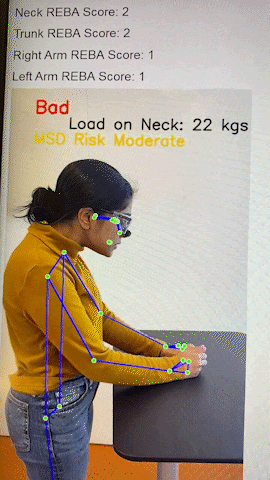 Neck REBA Score: 2
Trunk REBA Score: 2
Right Arm REBA Score: 1
Left Arm REBA Score: 1
Bad
Load on Neck: 22 kgs
MSD Risk Moderate